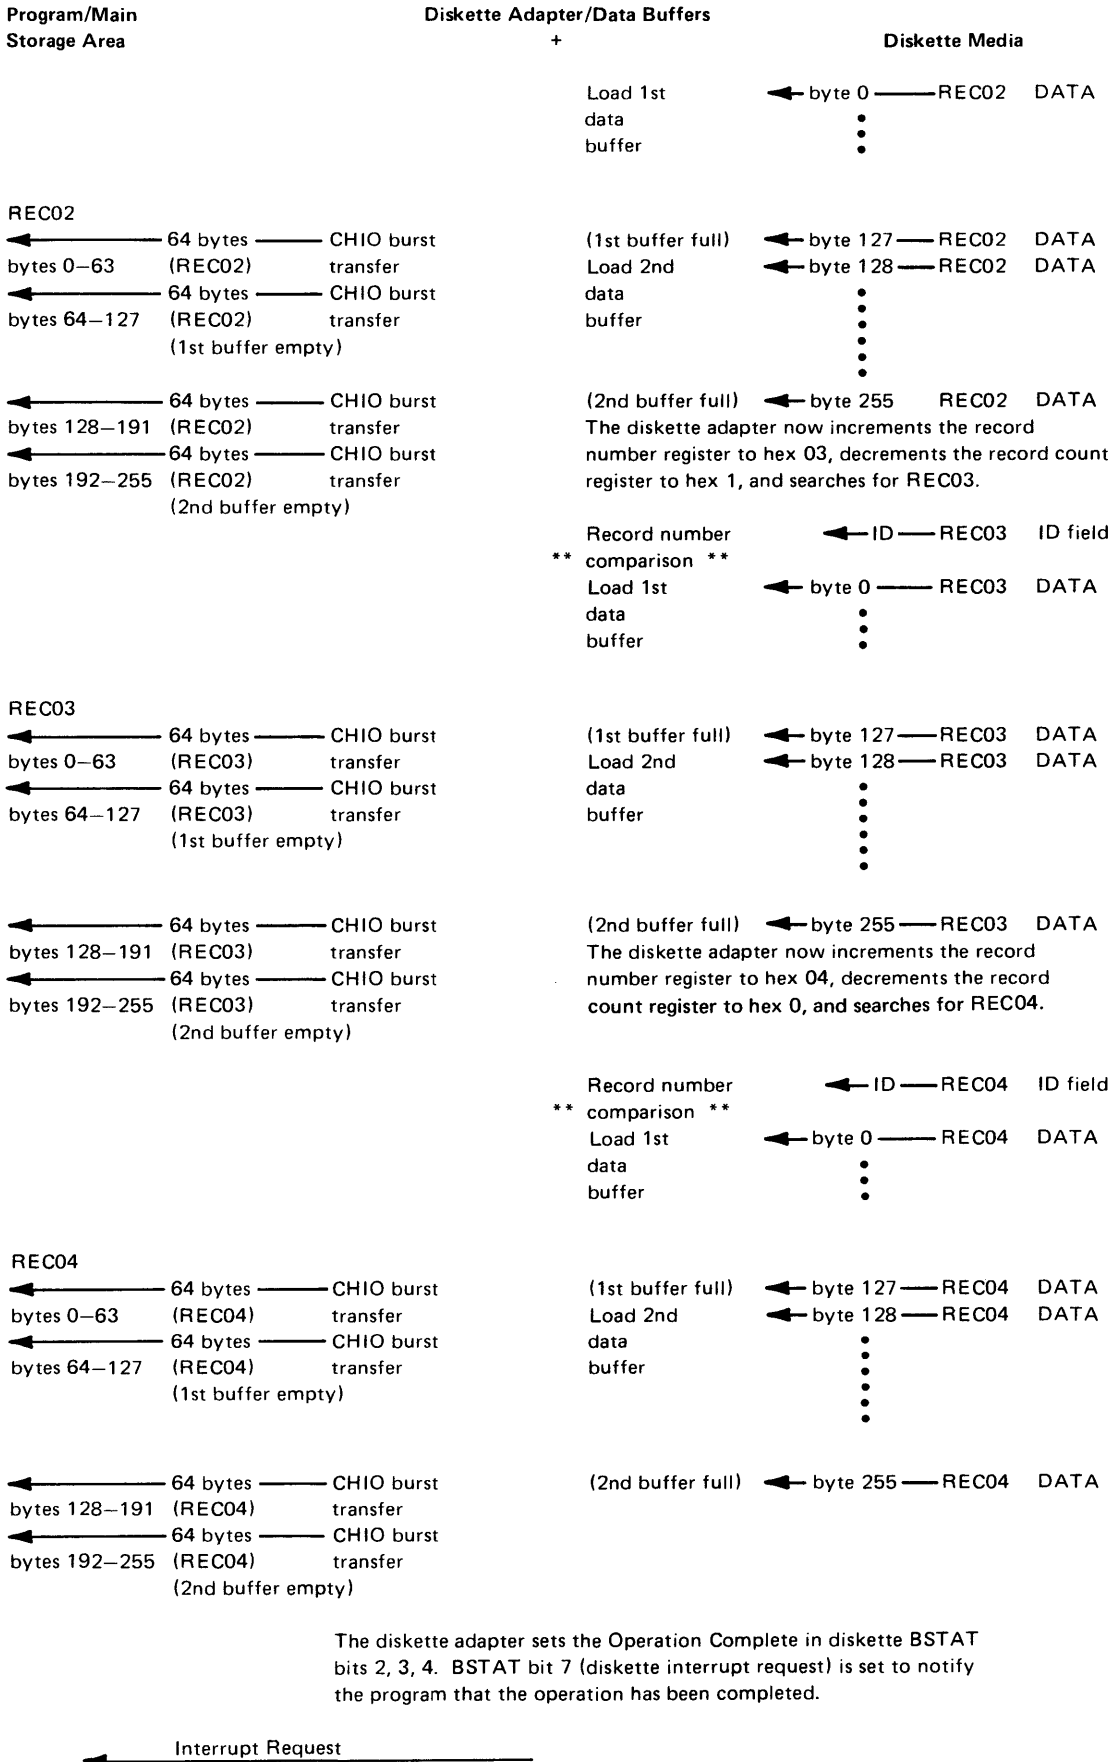 Program/Main Diskette Adapter/Data Buffers
Storage Area + Diskette Media
Load 1st byte 0 REC02 DATA
data
buffer
REC02
64 bytes CHIO burst (1st buffer full) byte 127 REC02 DATA
bytes 0–63 (REC02) transfer Load 2nd byte 128 REC02 DATA
64 bytes CHIO burst data
bytes 64–127 (REC02) transfer buffer
(1st buffer empty)
64 bytes CHIO burst (2nd buffer full) byte 255 REC02 DATA
bytes 128–191 (REC02) transfer The diskette adapter now increments the record
64 bytes CHIO burst number register to hex 03, decrements the record count
bytes 192–255 (REC02) transfer register to hex 1, and searches for REC03.
(2nd buffer empty)
Record number ID REC03 ID field
** comparison **
Load 1st byte 0 REC03 DATA
data
buffer
REC03
64 bytes CHIO burst (1st buffer full) byte 127 REC03 DATA
bytes 0–63 (REC03) transfer Load 2nd byte 128 REC03 DATA
64 bytes CHIO burst data
bytes 64–127 (REC03) transfer buffer
(1st buffer empty)
64 bytes CHIO burst (2nd buffer full) byte 255 REC03 DATA
bytes 128–191 (REC03) transfer The diskette adapter now increments the record
64 bytes CHIO burst number register to hex 04, decrements the record
bytes 192–255 (REC03) transfer count register to hex 0, and searches for REC04.
(2nd buffer empty)
Record number ID REC04 ID field
** comparison **
Load 1st byte 0 REC04 DATA
data
buffer
REC04
64 bytes CHIO burst (1st buffer full) byte 127 REC04 DATA
bytes 0–63 (REC04) transfer Load 2nd byte 128 REC04 DATA
64 bytes CHIO burst data
bytes 64–127 (REC04) transfer buffer
(1st buffer empty)
64 bytes CHIO burst (2nd buffer full) byte 255 REC04 DATA
bytes 128–191 (REC04) transfer
64 bytes CHIO burst
bytes 192–255 (REC04) transfer
(2nd buffer empty)
The diskette adapter sets the Operation Complete in diskette BSTAT
bits 2, 3, 4. BSTAT bit 7 (diskette interrupt request) is set to notify
the program that the operation has been completed.
Interrupt Request